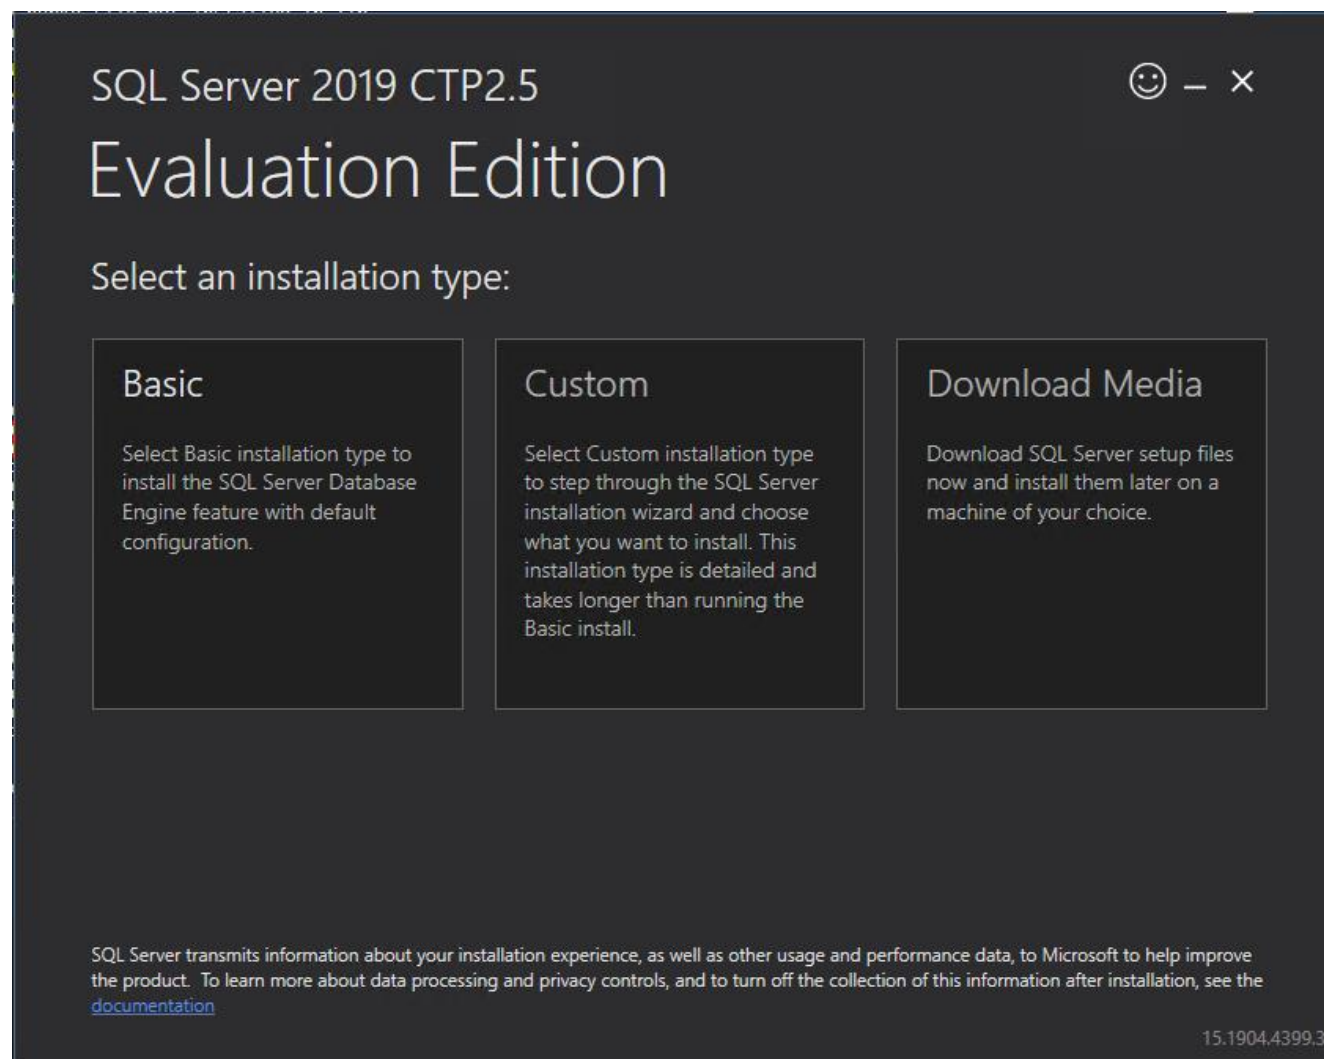 SQL Server 2019 CTP2.5
Evaluation Edition
Select an installation type:
Basic
Select Basic installation type to
install the SQL Server Database
Engine feature with default
configuration.
Custom
Select Custom installation type
to step through the SQL Server
installation wizard and choose
what you want to install. This
installation type is detailed and
takes longer than running the
Basic install.
Download Media
Download SQL Server setup files
now and install them later on a
machine of your choice.
SQL Server transmits information about your installation experience, as well as other usage and performance data, to Microsoft to help improve
the product. To learn more about data processing and privacy controls, and to turn off the collection of this information after installation, see the
documentation
15.1904.4399.3